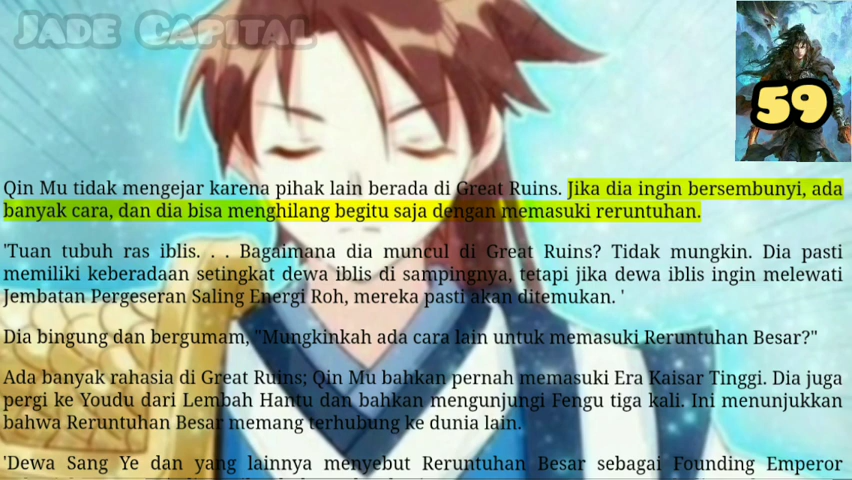 Jade Capital
59
Qin Mu tidak mengejar karena pihak lain berada di Great Ruins. Jika dia ingin bersembunyi, ada
banyak cara, dan dia bisa menghilang begitu saja dengan memasuki reruntuhan.
'Tuan tubuh ras iblis. . . Bagaimana dia muncul di Great Ruins? Tidak mungkin. Dia pasti
memiliki keberadaan setingkat dewa iblis di sampingnya, tetapi jika dewa iblis ingin melewati
Jembatan Pergeseran Saling Energi Roh, mereka pasti akan ditemukan. '
Dia bingung dan bergumam, "Mungkinkah ada cara lain untuk memasuki Reruntuhan Besar?"
Ada banyak rahasia di Great Ruins; Qin Mu bahkan pernah memasuki Era Kaisar Tinggi. Dia juga
pergi ke Youdu dari Lembah Hantu dan bahkan mengunjungi Fengu tiga kali. Ini menunjukkan
bahwa Reruntuhan Besar memang terhubung ke dunia lain.
'Dewa Sang Ye dan yang lainnya menyebut Reruntuhan Besar sebagai Founding Emperor